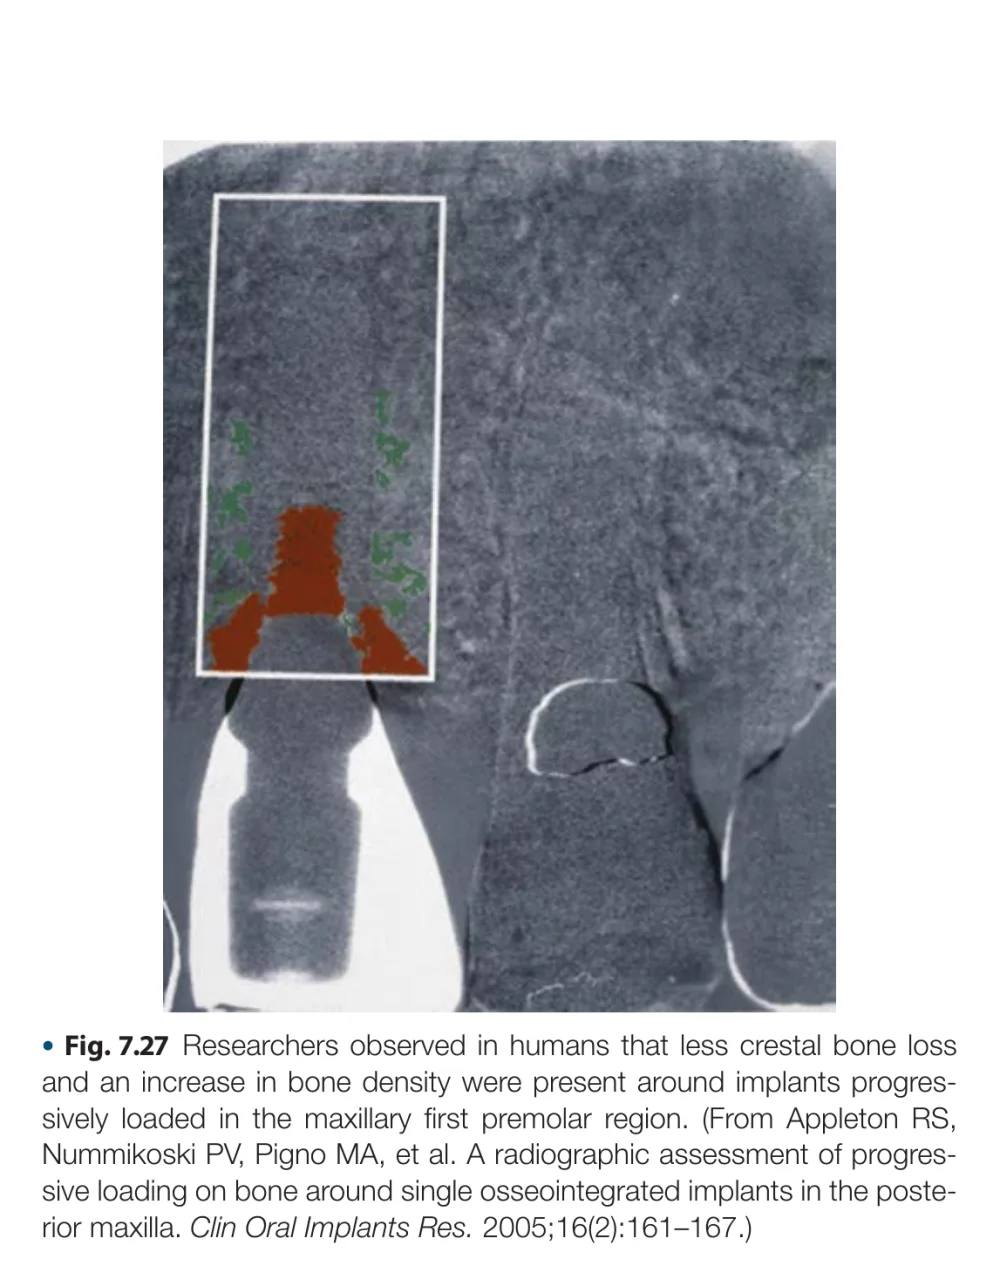 • Fig. 7.27 Researchers observed in humans that less crestal bone loss
and an increase in bone density were present around implants progres-
sively loaded in the maxillary first premolar region. (From Appleton RS,
Nummikoski PV, Pigno MA, et al. A radiographic assessment of progres-
sive loading on bone around single osseointegrated implants in the poste-
rior maxilla. Clin Oral Implants Res. 2005;16(2):161–167.)